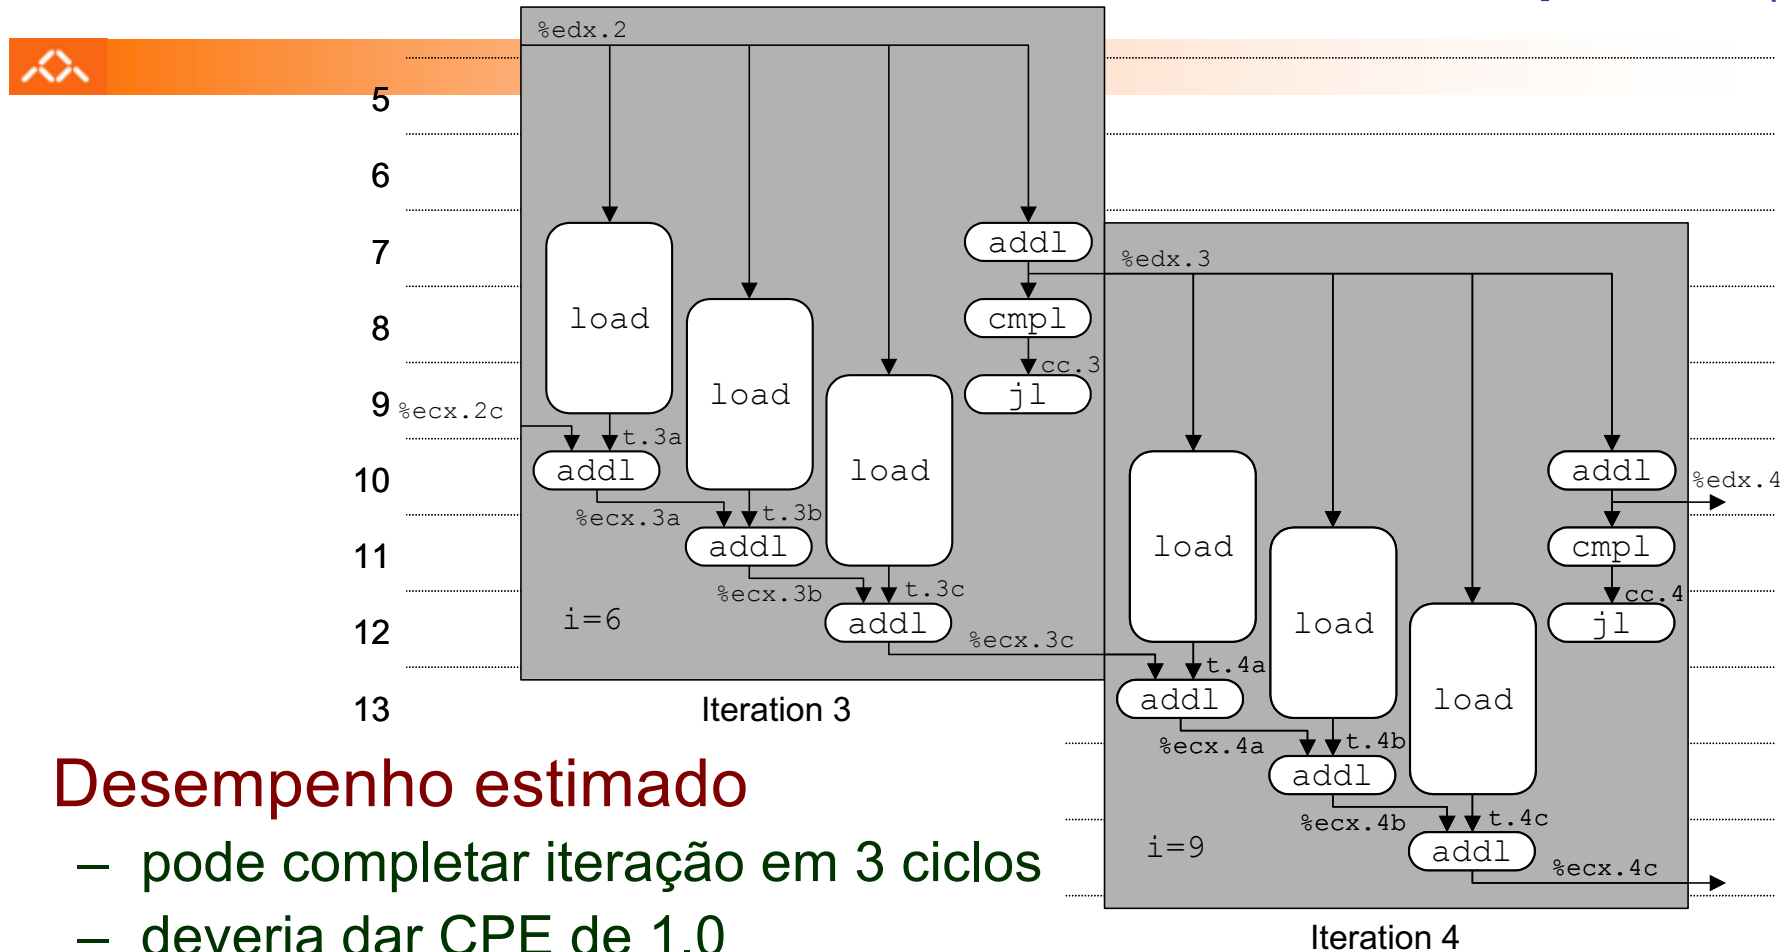 %edx.2
5
6
7
8
9
10
11
12
13
addl
%edx.3
load
cmpl
load
cc.3
load
jl
%ecx.2c
t.3a
addl
addl
%edx.4
%ecx.3a
t.3b
addl
load
cmpl
%ecx.3b
t.3c
cc.4
i=6
addl
load
jl
%ecx.3c
t.4a
addl
load
Iteration 3
%ecx.4a
t.4b
addl
%ecx.4b
t.4c
i=9
addl
%ecx.4c
Iteration 4
Desempenho estimado
– pode completar iteração em 3 ciclos
– deveria dar CPE de 1.0